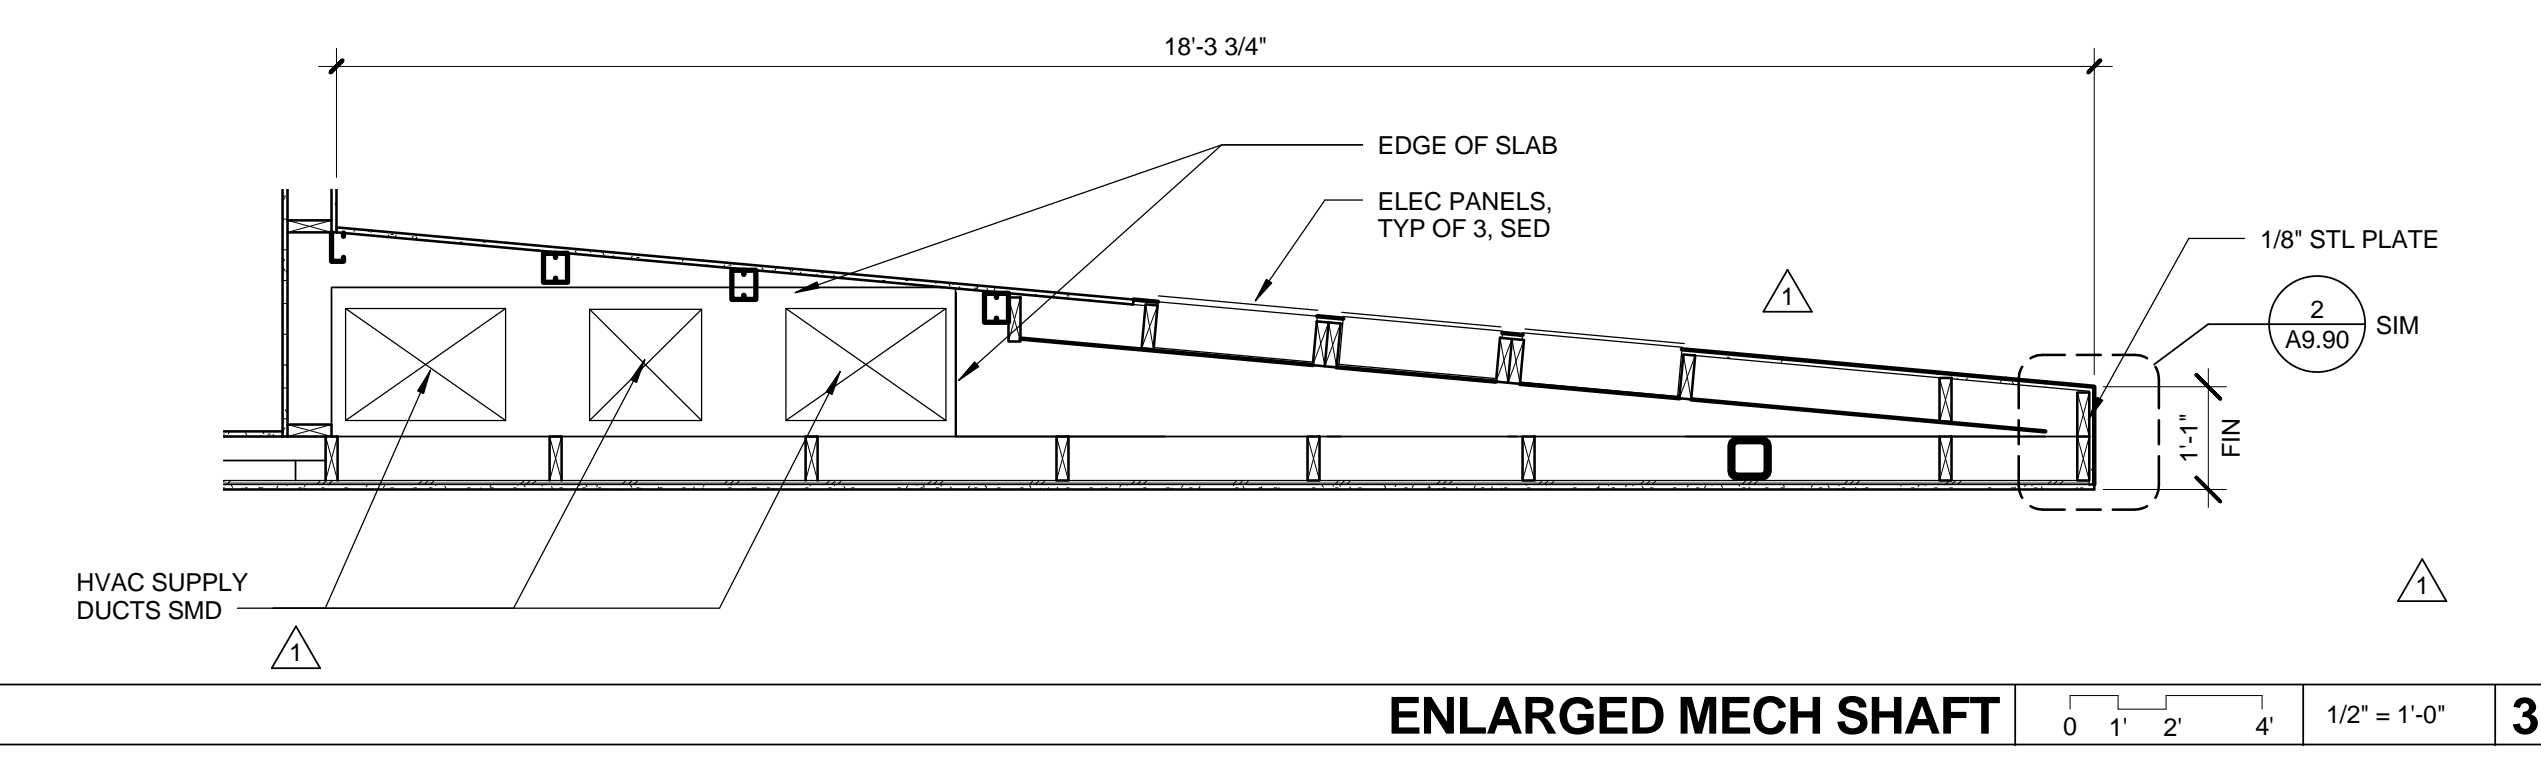 18'-3 3/4"
EDGE OF SLAB
ELEC PANELS,
TYP OF 3, SED
1/8" STL PLATE
1
2
A9.90
SIM
1'-1"
FIN
HVAC SUPPLY
DUCTS SMD
1
1
ENLARGED MECH SHAFT
0 1' 2' 4'
1/2" = 1'-0"
3